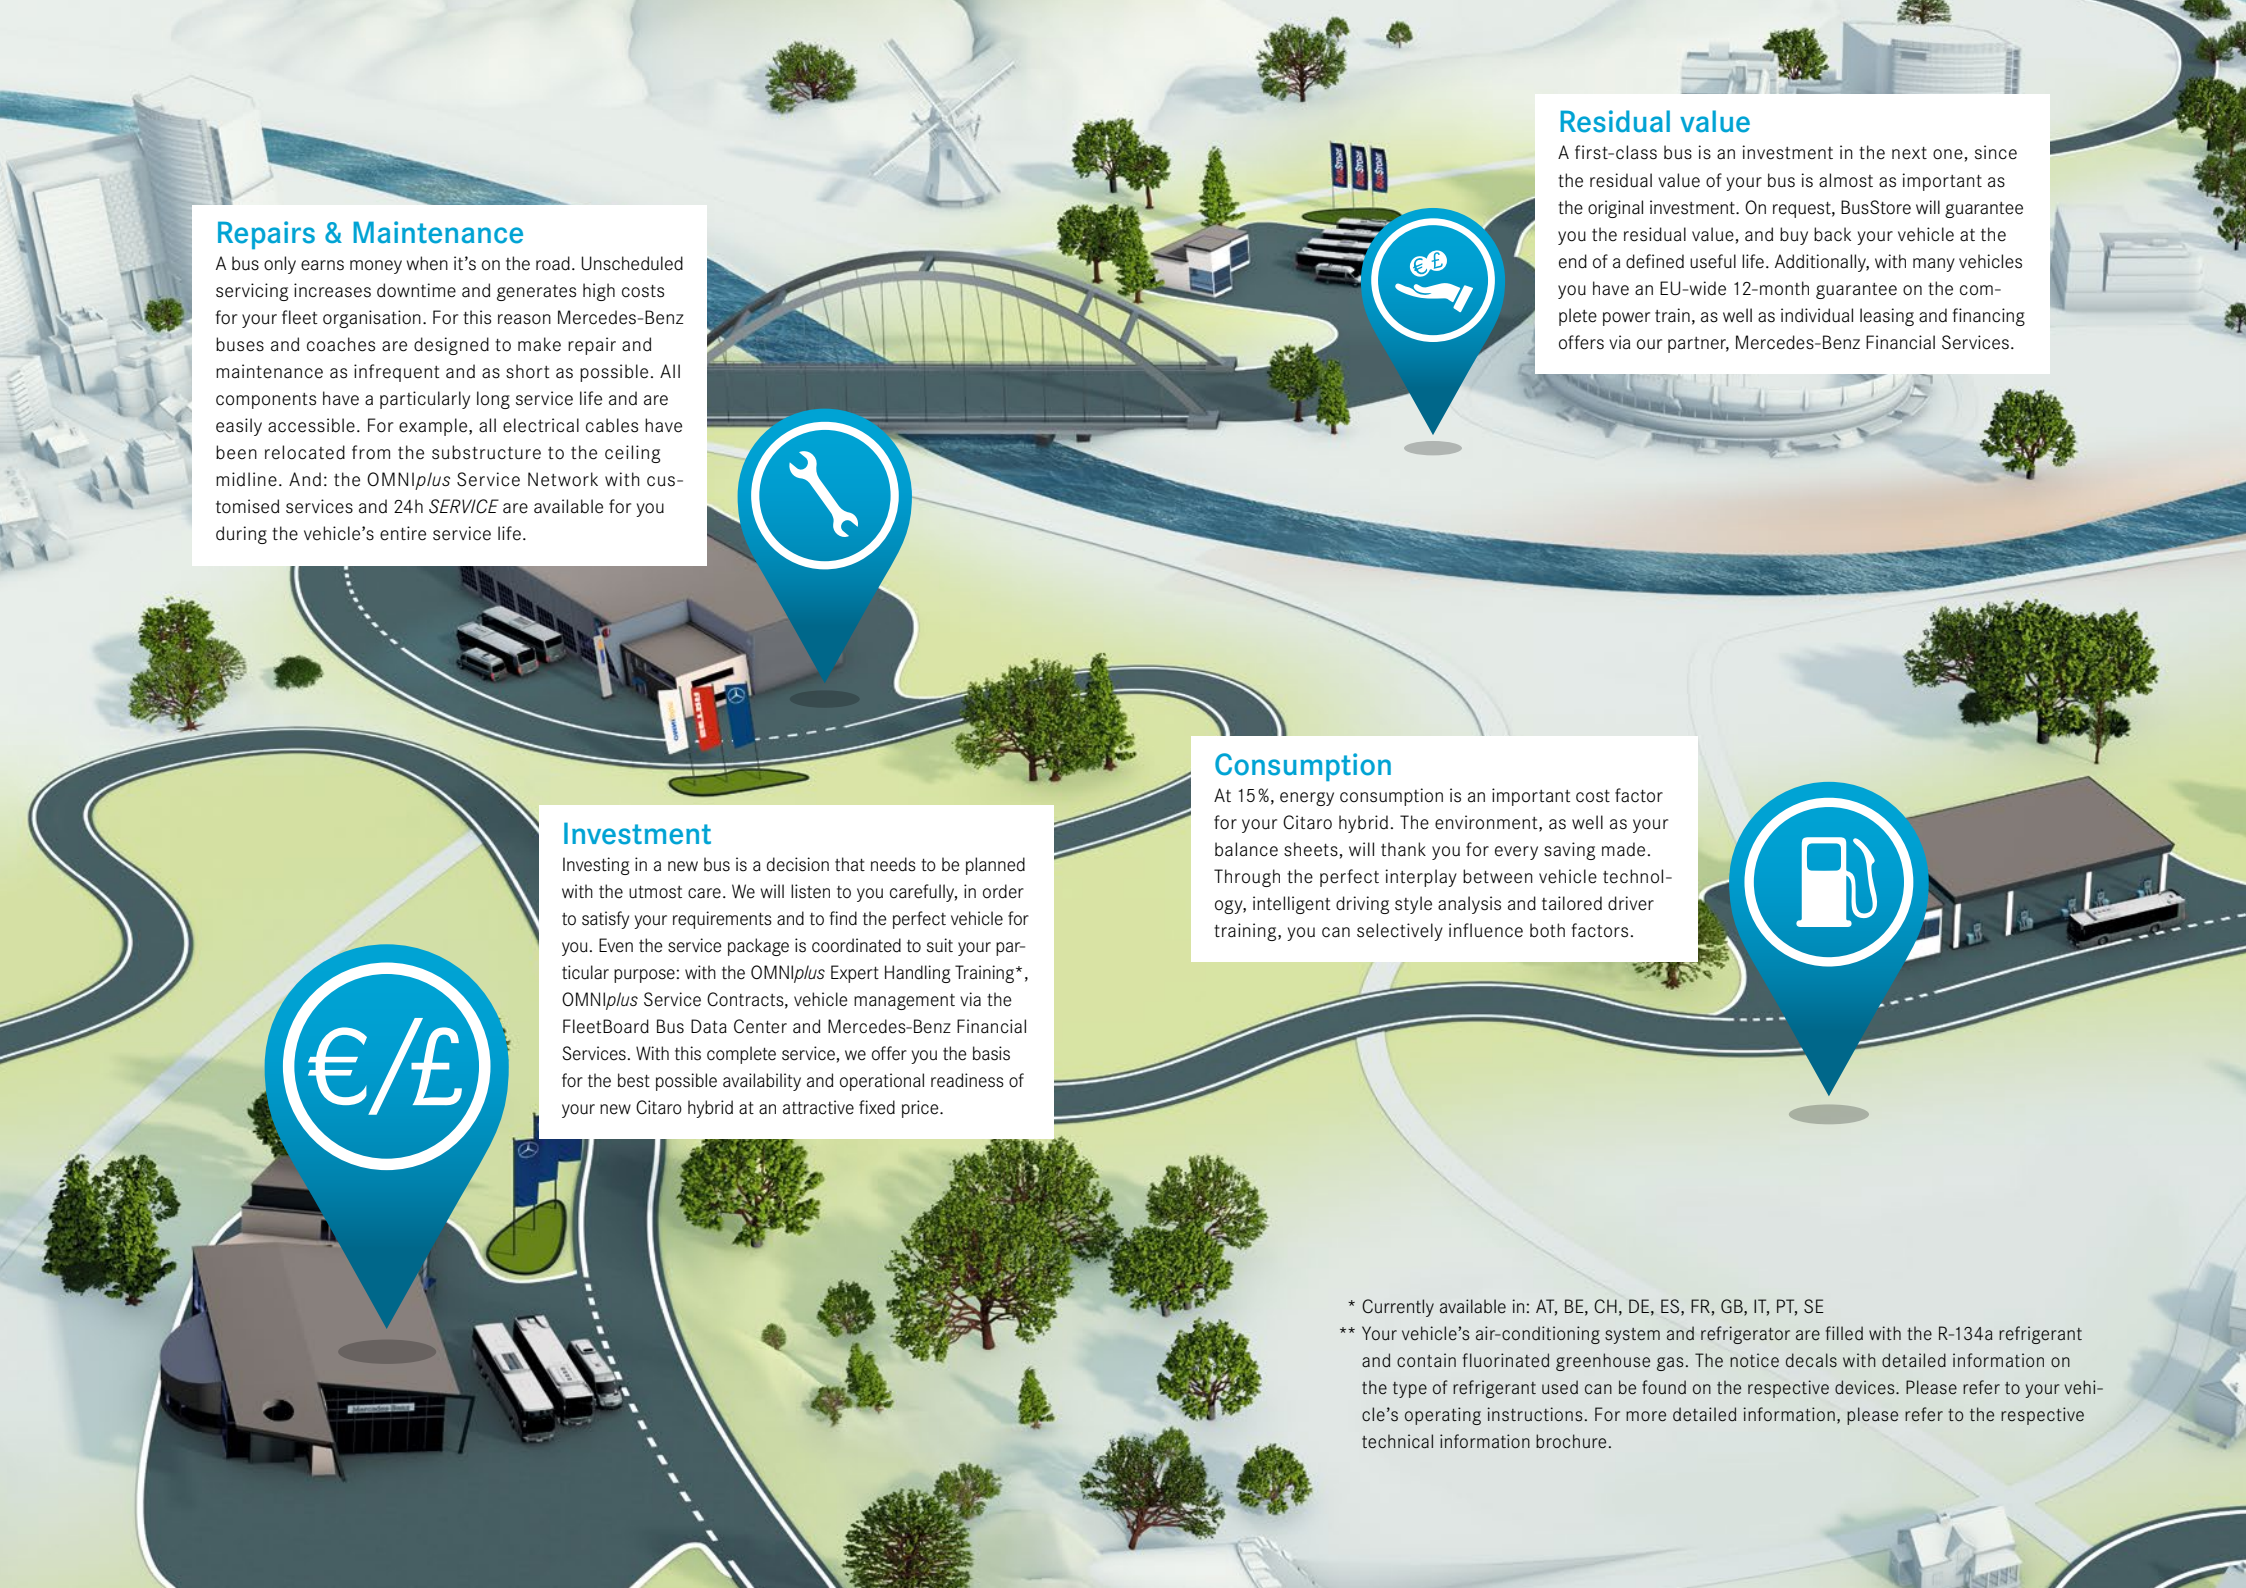 Residual value
A first-class bus is an investment in the next one, since
the residual value of your bus is almost as important as
the original investment. On request, BusStore will guarantee
you the residual value, and buy back your vehicle at the
end of a defined useful life. Additionally, with many vehicles
you have an EU-wide 12-month guarantee on the com-
plete power train, as well as individual leasing and financing
offers via our partner, Mercedes-Benz Financial Services.
BUSSTORE
BUSSTORE
BUSSTORE
€ £
Repairs & Maintenance
A bus only earns money when it’s on the road. Unscheduled
servicing increases downtime and generates high costs
for your fleet organisation. For this reason Mercedes-Benz
buses and coaches are designed to make repair and
maintenance as infrequent and as short as possible. All
components have a particularly long service life and are
easily accessible. For example, all electrical cables have
been relocated from the substructure to the ceiling
midline. And: the OMNIplus Service Network with cus-
tomised services and 24h SERVICE are available for you
during the vehicle’s entire service life.
Consumption
At 15%, energy consumption is an important cost factor
for your Citaro hybrid. The environment, as well as your
balance sheets, will thank you for every saving made.
Through the perfect interplay between vehicle technol-
ogy, intelligent driving style analysis and tailored driver
training, you can selectively influence both factors.
Investment
Investing in a new bus is a decision that needs to be planned
with the utmost care. We will listen to you carefully, in order
to satisfy your requirements and to find the perfect vehicle for
you. Even the service package is coordinated to suit your par-
ticular purpose: with the OMNIplus Expert Handling Training*,
OMNIplus Service Contracts, vehicle management via the
FleetBoard Bus Data Center and Mercedes-Benz Financial
Services. With this complete service, we offer you the basis
for the best possible availability and operational readiness of
your new Citaro hybrid at an attractive fixed price.
€/£
Mercedes-Benz
* Currently available in: AT, BE, CH, DE, ES, FR, GB, IT, PT, SE
** Your vehicle’s air-conditioning system and refrigerator are filled with the R-134a refrigerant
and contain fluorinated greenhouse gas. The notice decals with detailed information on
the type of refrigerant used can be found on the respective devices. Please refer to your vehi-
cle’s operating instructions. For more detailed information, please refer to the respective
technical information brochure.